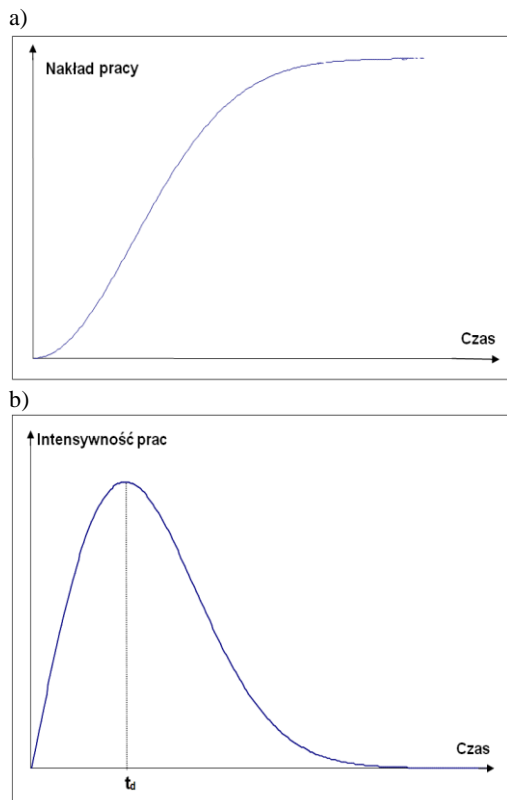 a)
Nakład pracy
Czas
b)
Intensywność prac
Czas
td